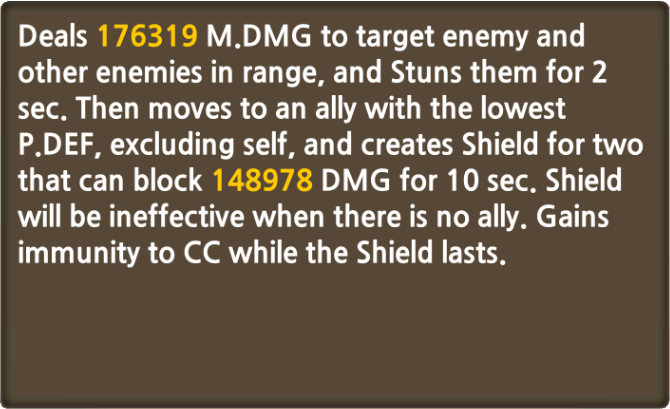 Deals 176319 M.DMG to target enemy and
other enemies in range, and Stuns them for 2
sec. Then moves to an ally with the lowest
P.DEF, excluding self, and creates Shield for two
that can block 148978 DMG for 10 sec. Shield
will be ineffective when there is no ally. Gains
immunity to CC while the Shield lasts.